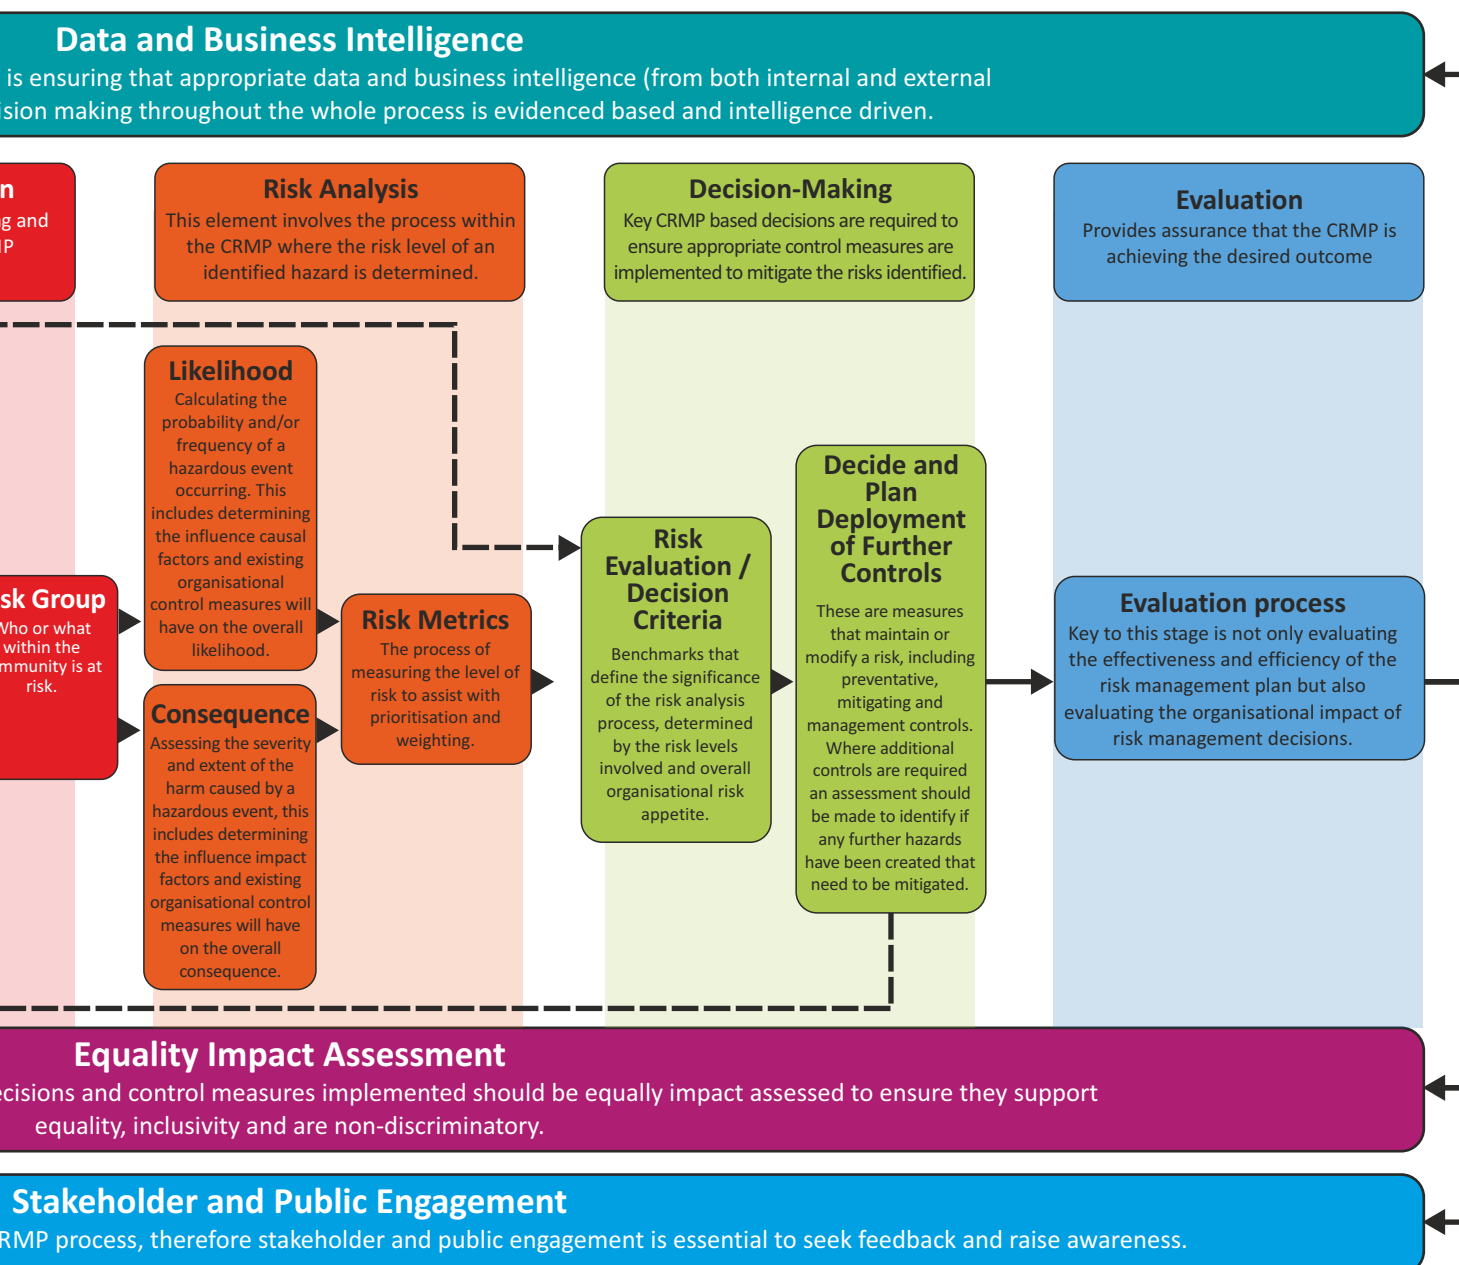 Data and Business Intelligence
is ensuring that appropriate data and business intelligence (from both internal and external
making throughout the whole process is evidenced based and intelligence driven.
and
Risk Analysis
This element involves the process within
the CRMP where the risk level of an
identified hazard is determined.
Decision-Making
Key CRMP based decisions are required to
ensure appropriate control measures are
implemented to mitigate the risks identified.
Evaluation
Provides assurance that the CRMP is
achieving the desired outcome
Group
Who or what
within the
is at
risk.
Likelihood
Calculating the
probability and/or
frequency of a
hazardous event
occurring. This
includes determining
the influence causal
factors and existing
organisational
control measures will
have on the overall
likelihood.
Consequence
Assessing the severity
and extent of the
harm caused by a
hazardous event, this
includes determining
the influence impact
factors and existing
organisational control
measures will have
on the overall
consequence.
Risk Metrics
The process of
measuring the level of
risk to assist with
prioritisation and
weighting.
Risk
Evaluation /
Decision
Criteria
Benchmarks that
define the significance
of the risk analysis
process, determined
by the risk levels
involved and overall
organisational risk
appetite.
Decide and
Plan
Deployment
of Further
Controls
These are measures
that maintain or
modify a risk, including
preventative,
mitigating and
management controls.
Where additional
controls are required
an assessment should
be made to identify if
any further hazards
have been created that
need to be mitigated.
Evaluation process
Key to this stage is not only evaluating
the effectiveness and efficiency of the
risk management plan but also
evaluating the organisational impact of
risk management decisions.
Equality Impact Assessment
and control measures implemented should be equally impact assessed to ensure they support
equality, inclusivity and are non-discriminatory.
Stakeholder and Public Engagement
process, therefore stakeholder and public engagement is essential to seek feedback and raise awareness.